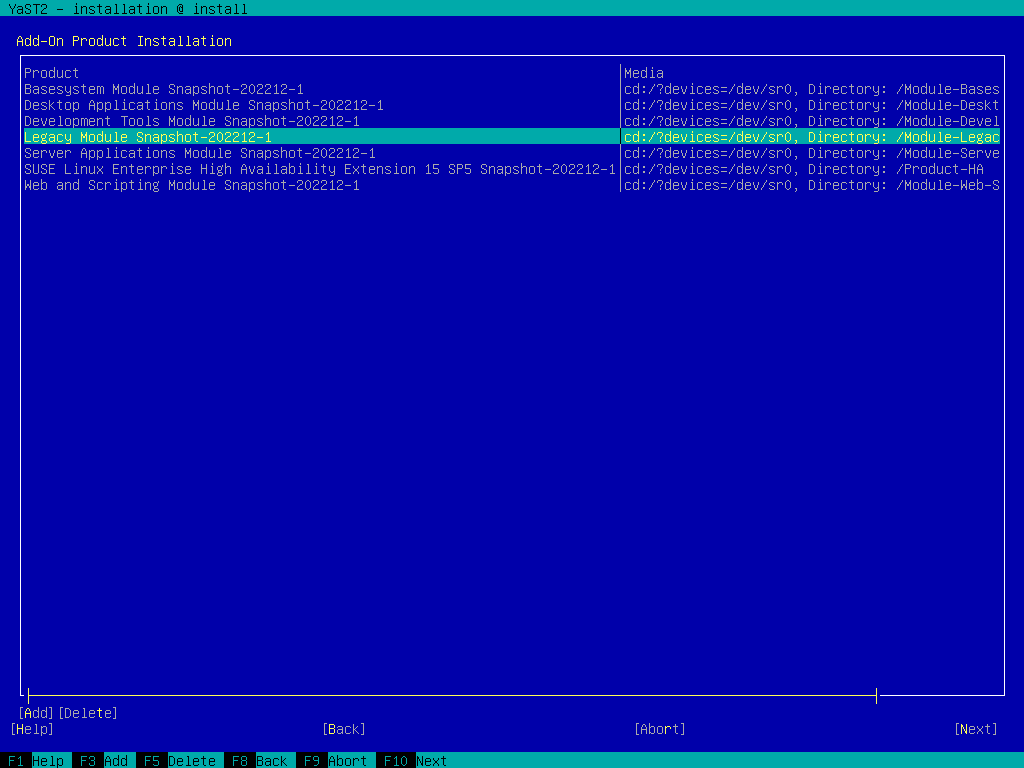 YaST2 - installation @ install
Add-On Product Installation
Product Media
Basesystem Module Snapshot-202212-1 cd:/?devices=/dev/sr0, Directory: /Module-Bases
Desktop Applications Module Snapshot-202212-1 cd:/?devices=/dev/sr0, Directory: /Module-Deskt
Development Tools Module Snapshot-202212-1 cd:/?devices=/dev/sr0, Directory: /Module-Devel
Legacy Module Snapshot-202212-1 cd:/?devices=/dev/sr0, Directory: /Module-Legac
Server Applications Module Snapshot-202212-1 cd:/?devices=/dev/sr0, Directory: /Module-Serve
SUSE Linux Enterprise High Availability Extension 15 SP5 Snapshot-202212-1 cd:/?devices=/dev/sr0, Directory: /Product-HA
Web and Scripting Module Snapshot-202212-1 cd:/?devices=/dev/sr0, Directory: /Module-Web-S
[Add] [Delete]
[Help] [Back] [Abort] [Next]
F1 Help F3 Add F5 Delete F8 Back F9 Abort F10 Next